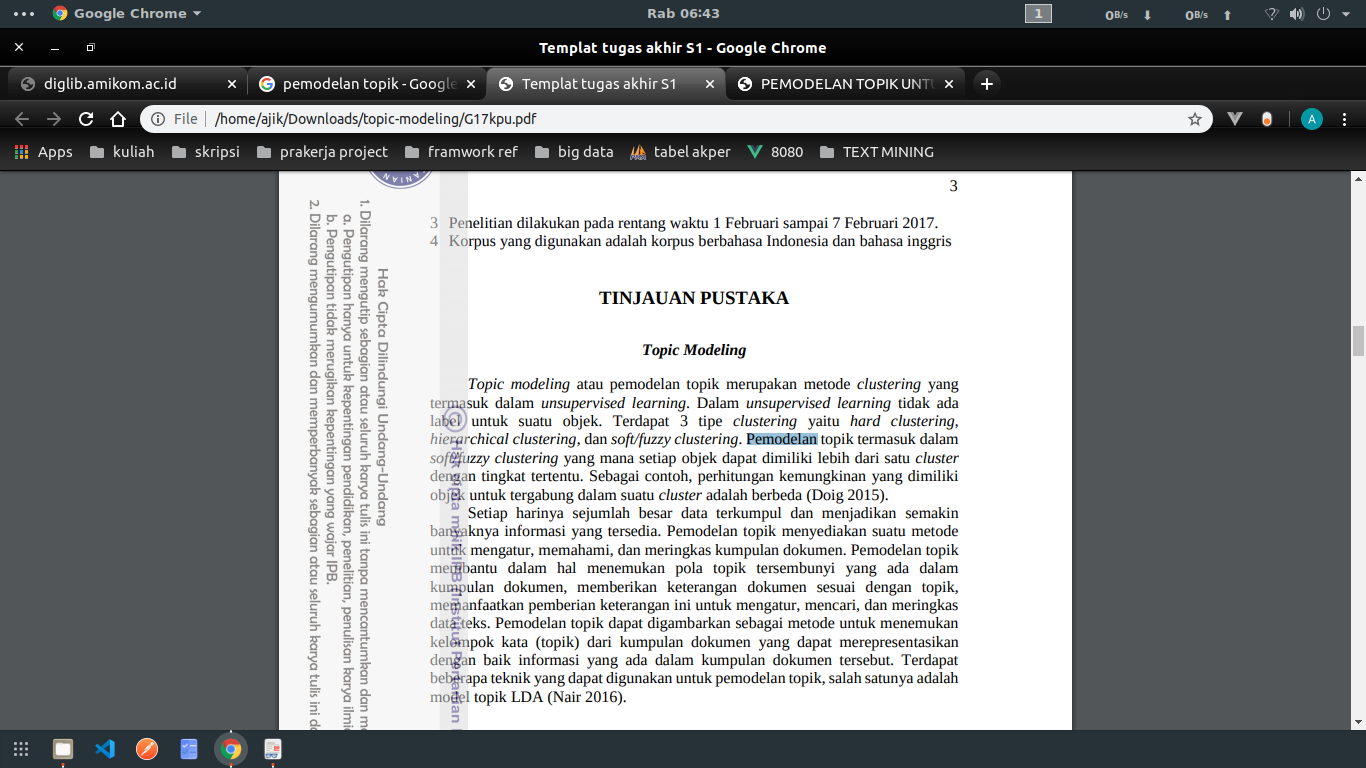 Google Chrome
Rab 06:43
1
0B/s
0B/s
Templat tugas akhir S1 - Google Chrome
diglib.amikom.ac.id
pemodelan topik - Google
Templat tugas akhir S1
PEMODELAN TOPIK UNTU
File
/home/ajik/Downloads/topic-modeling/G17kpu.pdf
A
Apps
kuliah
skripsi
prakerja project
framwork ref
big data
tabel akper
8080
TEXT MINING
3
3 Penelitian dilakukan pada rentang waktu 1 Februari sampai 7 Februari 2017.
4 Korpus yang digunakan adalah korpus berbahasa Indonesia dan bahasa inggris
TINJAUAN PUSTAKA
Topic Modeling
Topic modeling atau pemodelan topik merupakan metode clustering yang
termasuk dalam unsupervised learning. Dalam unsupervised learning tidak ada
label untuk suatu objek. Terdapat 3 tipe clustering yaitu hard clustering,
hierarchical clustering, dan soft/fuzzy clustering. Pemodelan topik termasuk dalam
soft/fuzzy clustering yang mana setiap objek dapat dimiliki lebih dari satu cluster
dengan tingkat tertentu. Sebagai contoh, perhitungan kemungkinan yang dimiliki
objek untuk tergabung dalam suatu cluster adalah berbeda (Doig 2015).
Setiap harinya sejumlah besar data terkumpul dan menjadikan semakin
banyaknya informasi yang tersedia. Pemodelan topik menyediakan suatu metode
untuk mengatur, memahami, dan meringkas kumpulan dokumen. Pemodelan topik
membantu dalam hal menemukan pola topik tersembunyi yang ada dalam
kumpulan dokumen, memberikan keterangan dokumen sesuai dengan topik,
memanfaatkan pemberian keterangan ini untuk mengatur, mencari, dan meringkas
data teks. Pemodelan topik dapat digambarkan sebagai metode untuk menemukan
kelompok kata (topik) dari kumpulan dokumen yang dapat merepresentasikan
dengan baik informasi yang ada dalam kumpulan dokumen tersebut. Terdapat
beberapa teknik yang dapat digunakan untuk pemodelan topik, salah satunya adalah
model topik LDA (Nair 2016).
Hak Cipta Dilindungi Undang-Undang
1. Dilarang mengutip sebagian atau seluruh karya tulis ini tanpa mencantumkan dan me
a. Pengutipan hanya untuk kepentingan pendidikan, penelitian, penulisan karya ilmia
b. Pengutipan tidak merugikan kepentingan yang wajar IPB.
2. Dilarang mengumumkan dan memperbanyak sebagian atau seluruh karya tulis ini da
© Hak cipta milik IPB (Institut Pertanian